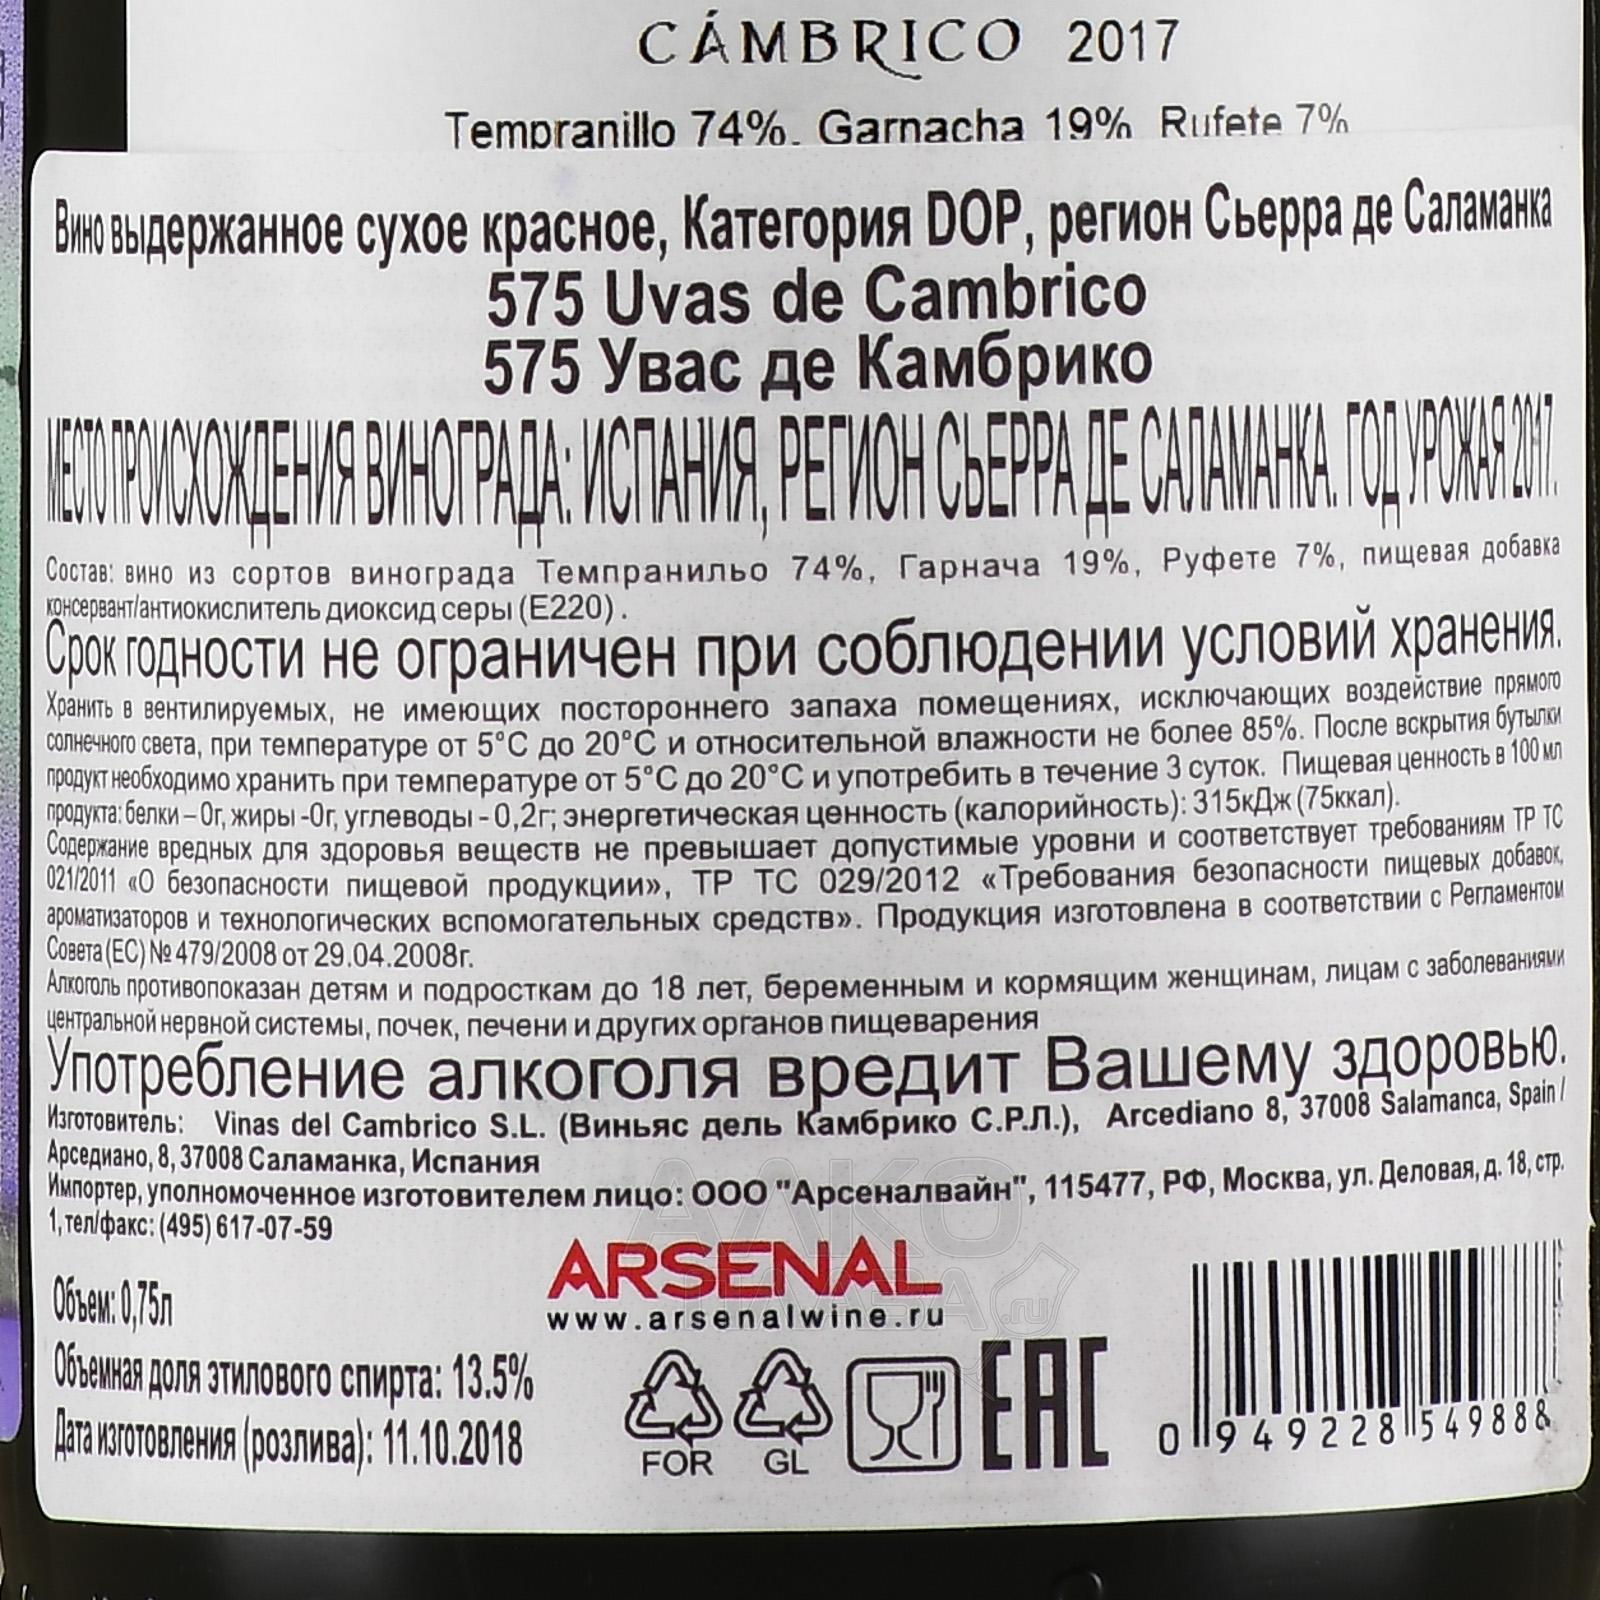 CÁMBRICO 2017
Tempranillo 74%, Garnacha 19%, Rufete 7%
Вино выдержанное сухое красное, Категория DOP, регион Сьерра де Саламанка
575 Uvas de Cambrico
575 Увас де Камбрико
МЕСТО ПРОИСХОЖДЕНИЯ ВИНОГРАДА: ИСПАНИЯ, РЕГИОН СЬЕРРА ДЕ САЛАМАНКА. ГОД УРОЖАЯ 2017.
Состав: вино из сортов винограда Темпранильо 74%, Гарнача 19%, Руфете 7%, пищевая добавка
консервант/антиокислитель диоксид серы (E220) .
Срок годности не ограничен при соблюдении условий хранения.
Хранить в вентилируемых, не имеющих постороннего запаха помещениях, исключающих воздействие прямого
солнечного света, при температуре от 5°С до 20°С и относительной влажности не более 85%. После вскрытия бутылки
продукт необходимо хранить при температуре от 5°С до 20°С и употребить в течение 3 суток. Пищевая ценность в 100 мл
продукта: белки – 0г, жиры -0г, углеводы - 0,2г; энергетическая ценность (калорийность): 315кДж (75ккал).
Содержание вредных для здоровья веществ не превышает допустимые уровни и соответствует требованиям ТР ТС
021/2011 «О безопасности пищевой продукции», ТР ТС 029/2012 «Требования безопасности пищевых добавок,
ароматизаторов и технологических вспомогательных средств». Продукция изготовлена в соответствии с Регламентом
Совета (ЕС) № 479/2008 от 29.04.2008г.
Алкоголь противопоказан детям и подросткам до 18 лет, беременным и кормящим женщинам, лицам с заболеваниями
центральной нервной системы, почек, печени и других органов пищеварения
Употребление алкоголя вредит Вашему здоровью.
Изготовитель: Vinas del Cambrico S.L. (Виньяс дель Камбрико С.Р.Л.), Arcediano 8, 37008 Salamanca, Spain /
Арседиано, 8, 37008 Саламанка, Испания
Импортер, уполномоченное изготовителем лицо: ООО "Арсеналвайн", 115477, РФ, Москва, ул. Деловая, д. 18, стр.
1, тел/факс: (495) 617-07-59
ARSENAL
www.arsenalwine.ru
Объем: 0,75л
Объемная доля этилового спирта: 13.5%
Дата изготовления (розлива): 11.10.2018
FOR GL
EAC
0 949228 549888
АЛКО
.ru